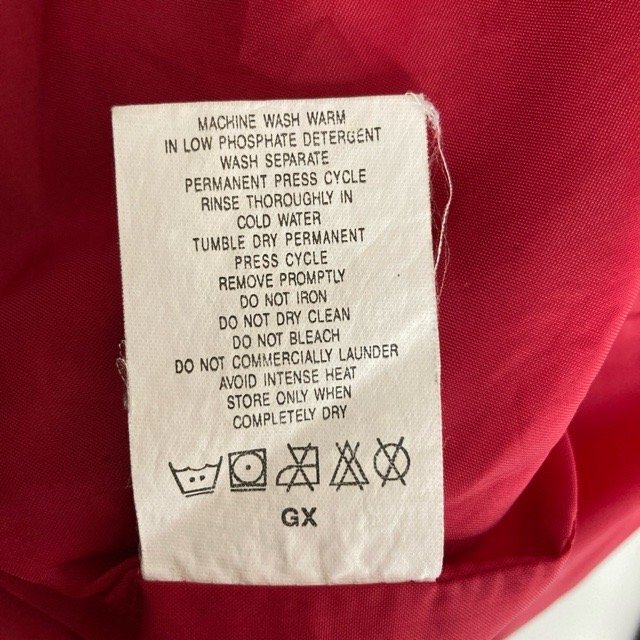 MACHINE WASH WARM
IN LOW PHOSPHATE DETERGENT
WASH SEPARATE
PERMANENT PRESS CYCLE
RINSE THOROUGHLY IN
COLD WATER
TUMBLE DRY PERMANENT
PRESS CYCLE
REMOVE PROMPTLY
DO NOT IRON
DO NOT DRY CLEAN
DO NOT BLEACH
DO NOT COMMERCIALLY LAUNDER
AVOID INTENSE HEAT
STORE ONLY WHEN
COMPLETELY DRY
GX